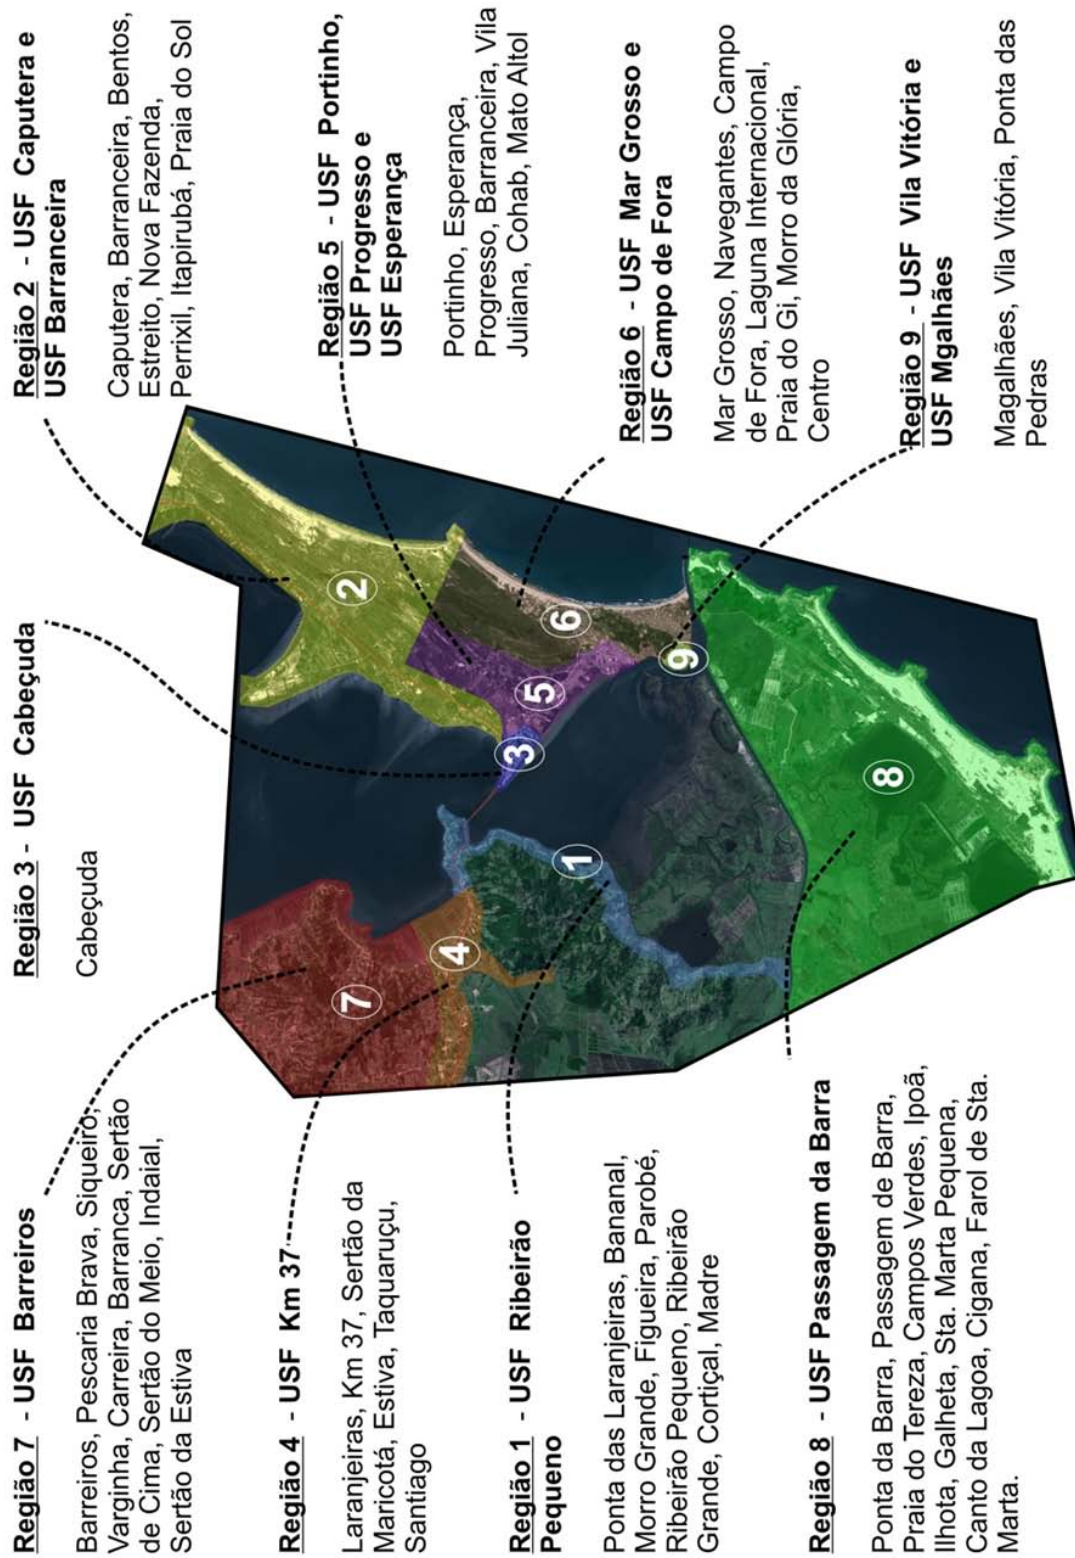 Região 7 - USF Barreiros
Barreiros, Pescaria Brava, Siqueiro,
Varginha, Carreira, Barranca, Sertão
de Cima, Sertão do Meio, Indaial,
Sertão da Estiva
Região 4 - USF Km 37
Laranjeiras, Km 37, Sertão da
Maricotá, Estiva, Taquaruçu,
Santiago
Região 1 - USF Ribeirão
Pequeno
Ponta das Laranjeiras, Bananal,
Morro Grande, Figueira, Parobé,
Ribeirão Pequeno, Ribeirão
Grande, Cortiçal, Madre
Região 8 - USF Passagem da Barra
Ponta da Barra, Passagem de Barra,
Praia do Tereza, Campos Verdes, Ipoã,
Ilhota, Galheta, Sta. Marta Pequena,
Canto da Lagoa, Cigana, Farol de Sta.
Marta.
Região 3 - USF Cabeçuda
Cabeçuda
Região 2 - USF Caputera e
USF Barranceira
Caputera, Barranceira, Bentos,
Estreito, Nova Fazenda,
Perrixil, Itapirubá, Praia do Sol
Região 5 - USF Portinho,
USF Progresso e
USF Esperança
Portinho, Esperança,
Progresso, Barranceira, Vila
Juliana, Cohab, Mato Altol
Região 6 - USF Mar Grosso e
USF Campo de Fora
Mar Grosso, Navegantes, Campo
de Fora, Laguna Internacional,
Praia do Gi, Morro da Glória,
Centro
Região 9 - USF Vila Vitória e
USF Mgalhães
Magalhães, Vila Vitória, Ponta das
Pedras
7
4
1
8
3
2
5
6
9